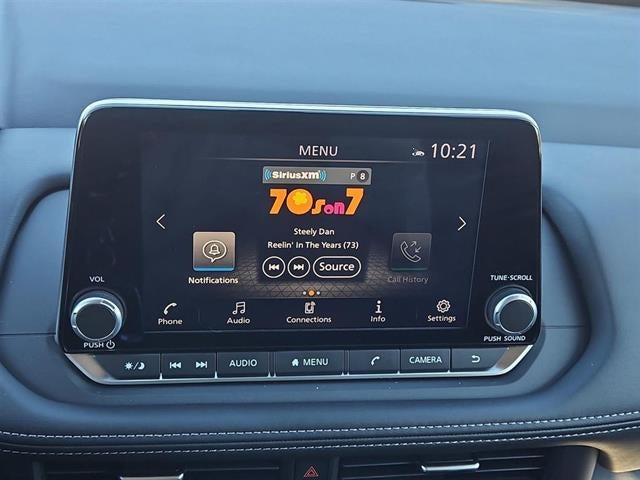 MENU
10:21
SiriusXM
P 8
70s on 7
Steely Dan
Reelin' In The Years (73)
Source
Notifications
Call History
VOL
TUNE·SCROLL
Phone
Audio
Connections
Info
Settings
PUSH
PUSH SOUND
AUDIO
MENU
CAMERA